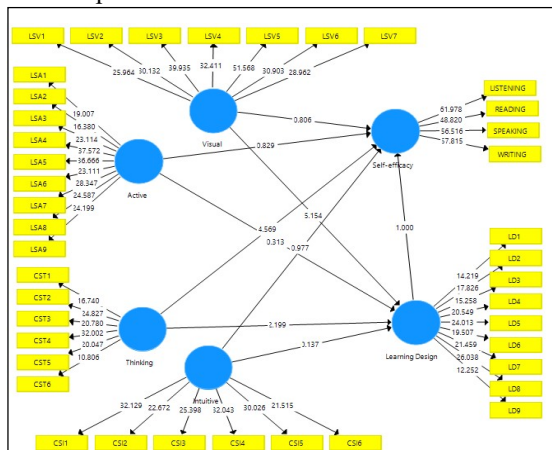 LSV1 LSV2 LSV3 LSV4 LSV5 LSV6 LSV7
25.964 30.132 39.935 32.411 51.568 30.903 28.962
Visual
LSA1
LSA2
LSA3
LSA4
LSA5
LSA6
LSA7
LSA8
LSA9
19.007
16.380
23.114
37.572
36.666
23.111
28.347
24.587
34.199
Active
0.806
0.829
LISTENING
READING
SPEAKING
WRITING
61.978
48.820
56.516
57.815
Self-efficacy
4.569
0.313
0.977
5.154
1.000
CST1
CST2
CST3
CST4
CST5
CST6
16.740
24.827
20.780
32.002
20.047
10.806
Thinking
2.199
0.137
Intuitive
32.129 22.672 25.398 32.043 30.026 21.515
CSI1 CSI2 CSI3 CSI4 CSI5 CSI6
Learning Design
14.219
17.826
15.258
20.549
24.013
19.507
21.459
26.038
12.252
LD1
LD2
LD3
LD4
LD5
LD6
LD7
LD8
LD9